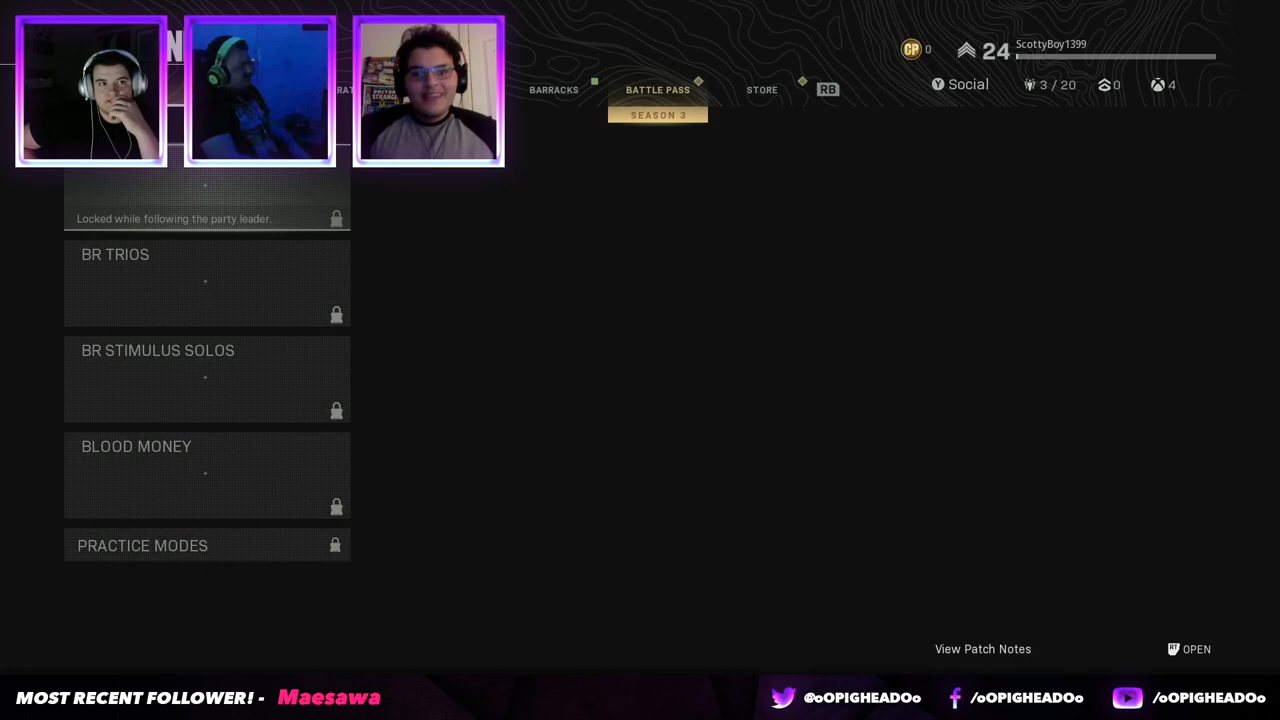 CP 0
24
ScottyBoy1399
BARRACKS
BATTLE PASS
STORE
RB
SEASON 3
Y Social
3 / 20
0
4
Locked while following the party leader.
BR TRIOS
BR STIMULUS SOLOS
BLOOD MONEY
PRACTICE MODES
View Patch Notes
RT OPEN
MOST RECENT FOLLOWER! - Maesawa
@oOPIGHEADOo
/oOPIGHEADOo
/oOPIGHEADOo